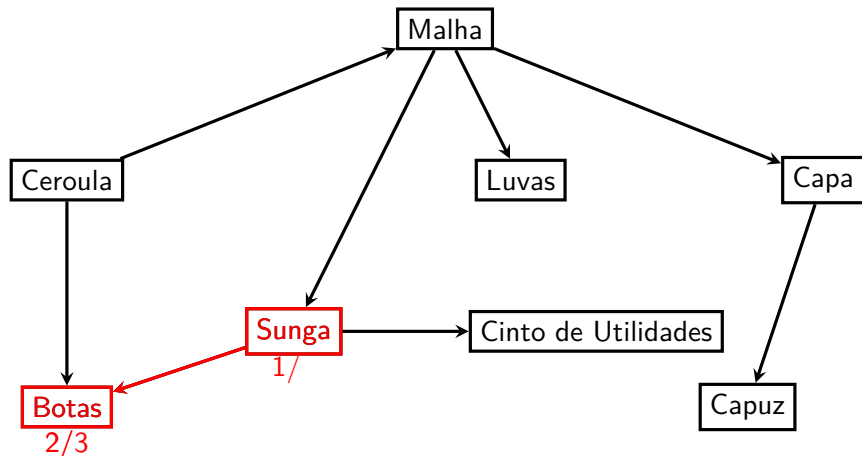 Malha
Ceroula
Luvas
Capa
Sunga
1/
Cinto de Utilidades
Botas
2/3
Capuz